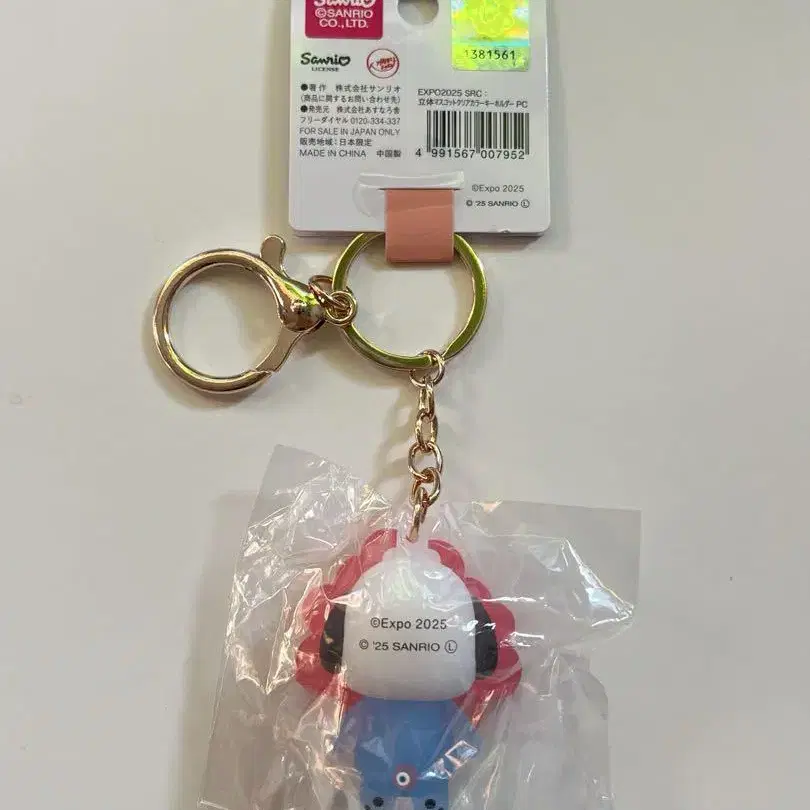 Sanrio
©SANRIO
CO., LTD.
1381561
Sanrio
LICENSE
●著作 株式会社サンリオ
(商品に関するお問い合わせ先)
●発売元 株式会社あすなろ舎
フリーダイヤル 0120-334-337
FOR SALE IN JAPAN ONLY
販売地域:日本限定
MADE IN CHINA 中国製
EXPO2025 SRC:
立体マスコットクリアカラーキーホルダー PC
4 991567 007952
©Expo 2025
© '25 SANRIO Ⓛ
©Expo 2025
© '25 SANRIO Ⓛ